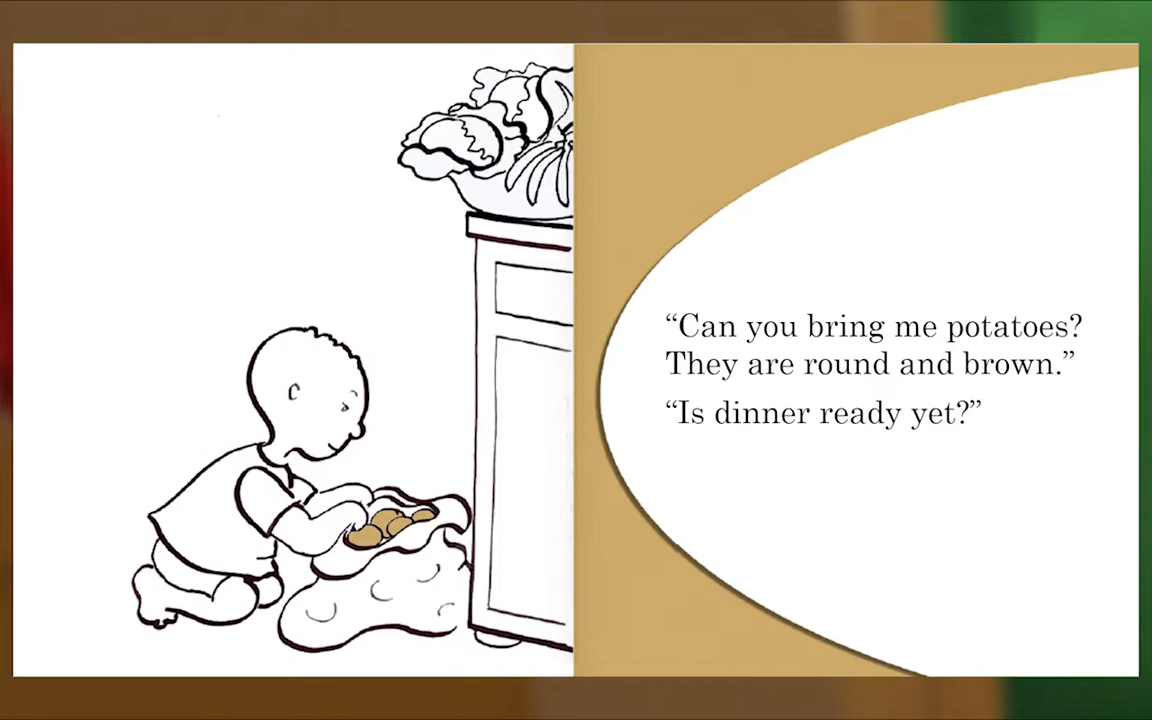 “Can you bring me potatoes?
They are round and brown.”
“Is dinner ready yet?”